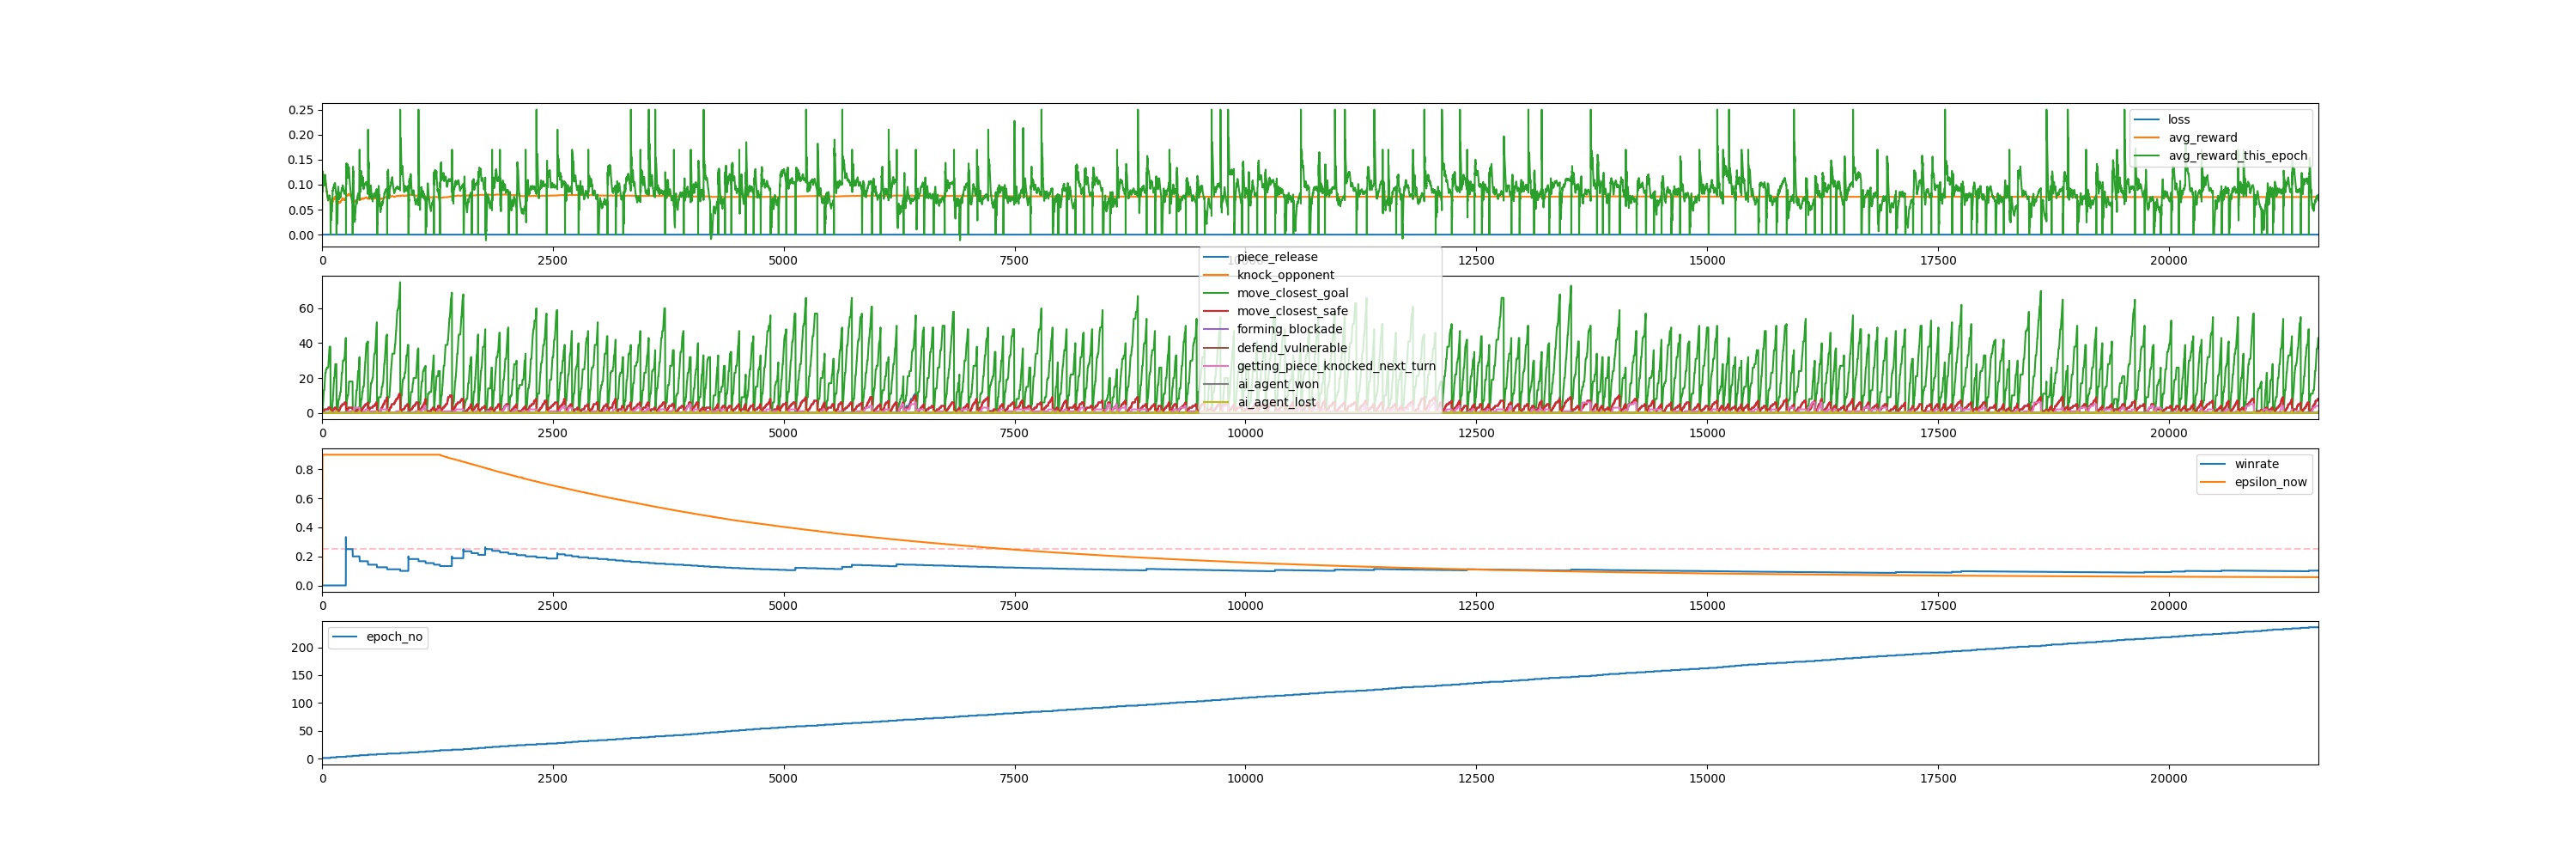 0.25
0.20
0.15
0.10
0.05
0.00
loss
avg_reward
avg_reward_this_epoch
0 2500 5000 7500 12500 15000 17500 20000
piece_release
knock_opponent
move_closest_goal
move_closest_safe
forming_blockade
defend_vulnerable
getting_piece_knocked_next_turn
ai_agent_won
ai_agent_lost
60
40
20
0
0 2500 5000 7500 10000 12500 15000 17500 20000
0.8
0.6
0.4
0.2
0.0
winrate
epsilon_now
0 2500 5000 7500 10000 12500 15000 17500 20000
epoch_no
200
150
100
50
0
0 2500 5000 7500 10000 12500 15000 17500 20000